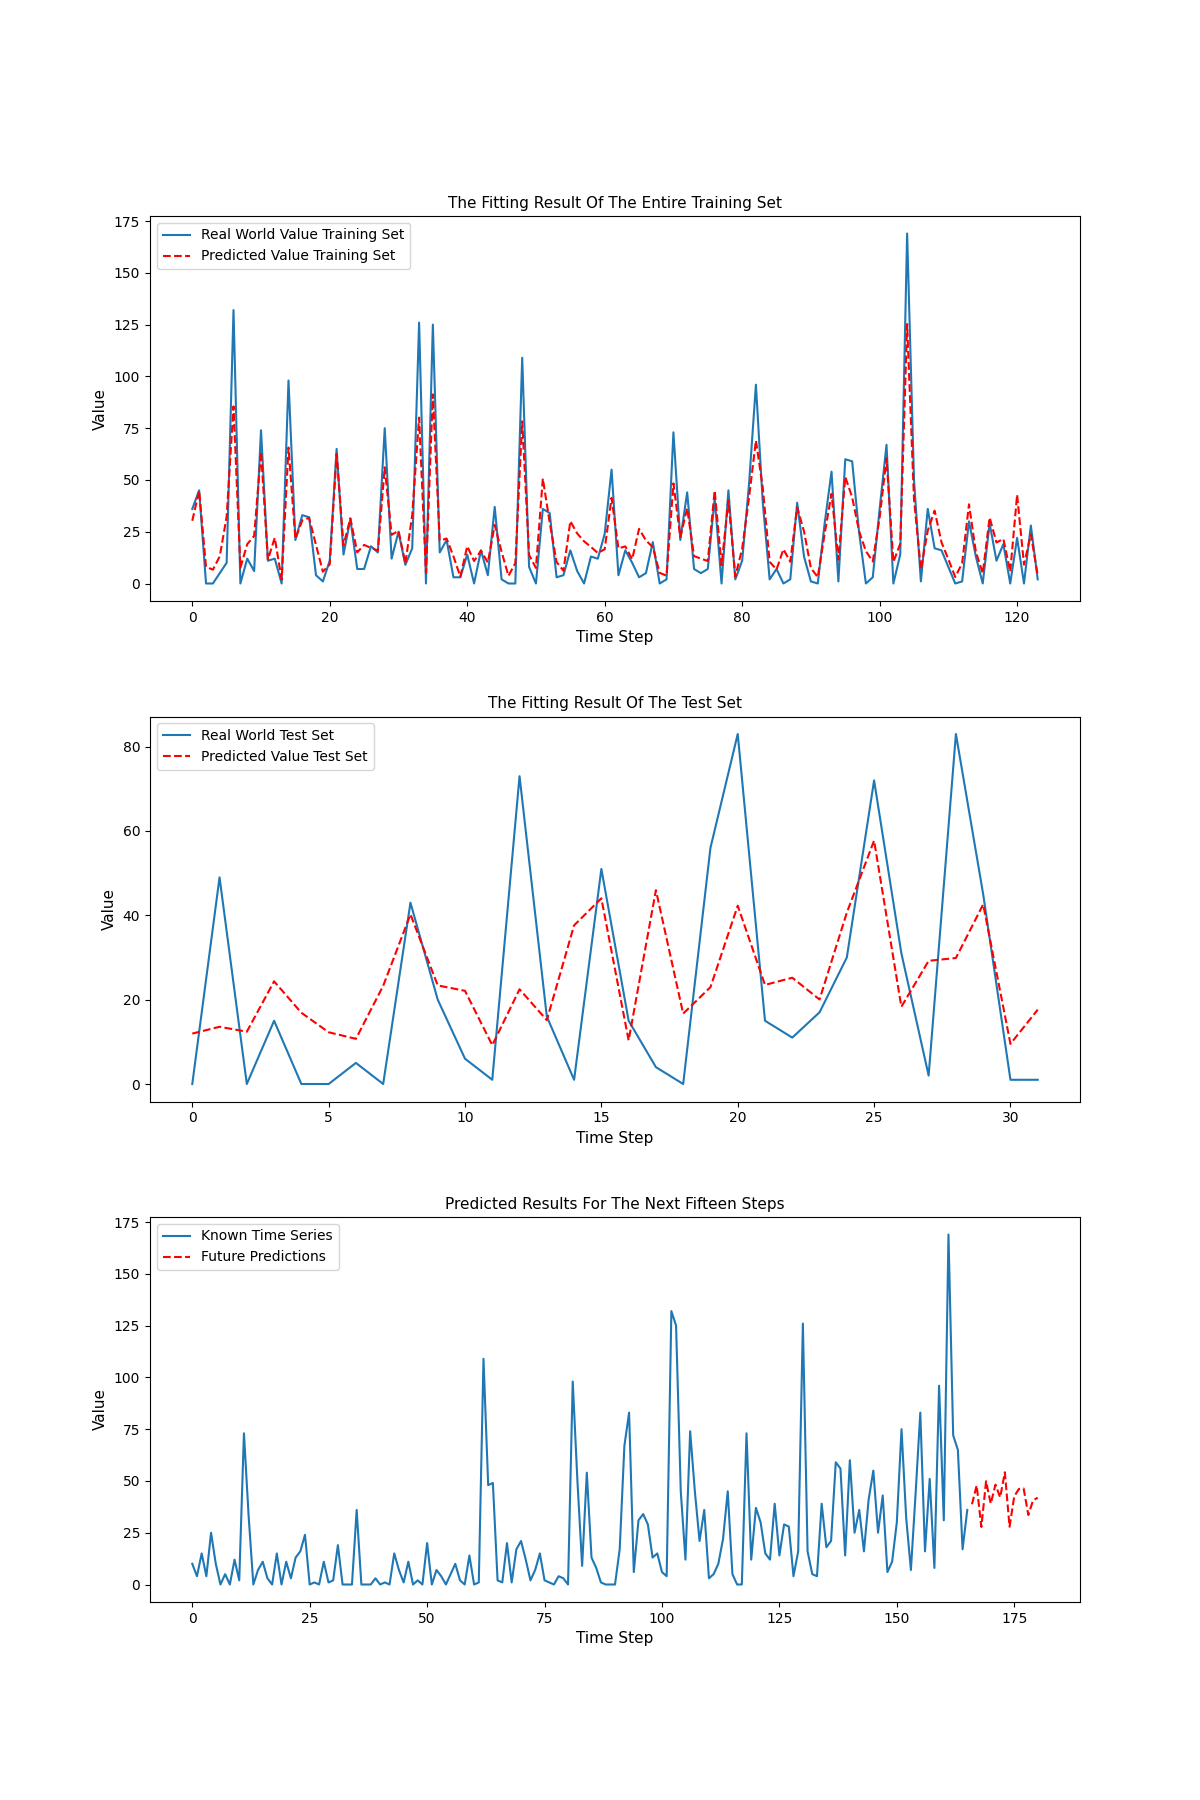 The Fitting Result Of The Entire Training Set
Real World Value Training Set
Predicted Value Training Set
Value
175
150
125
100
75
50
25
0
0 20 40 60 80 100 120
Time Step
The Fitting Result Of The Test Set
Real World Test Set
Predicted Value Test Set
Value
80
60
40
20
0
0 5 10 15 20 25 30
Time Step
Predicted Results For The Next Fifteen Steps
Known Time Series
Future Predictions
Value
175
150
125
100
75
50
25
0
0 25 50 75 100 125 150 175
Time Step